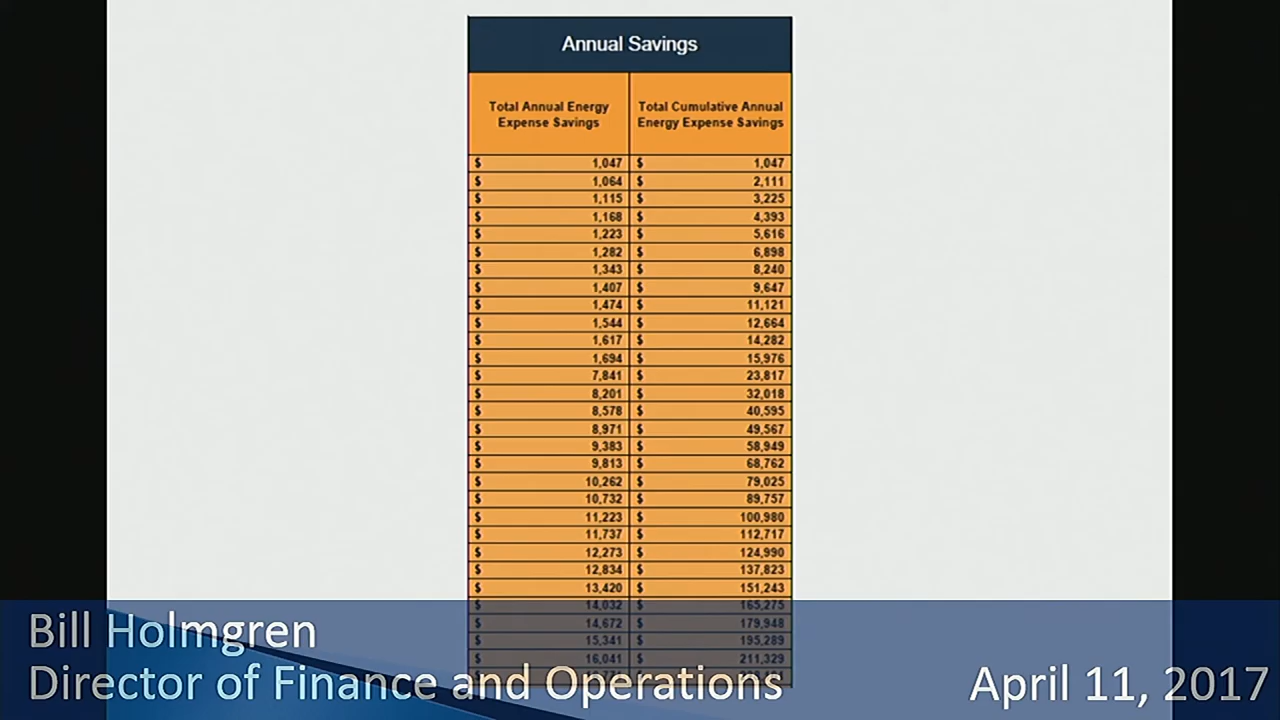 Annual Savings
Total Annual Energy Expense Savings
Total Cumulative Annual Energy Expense Savings
$ 1,047 $ 1,047
$ 1,064 $ 2,111
$ 1,115 $ 3,225
$ 1,168 $ 4,393
$ 1,223 $ 5,616
$ 1,282 $ 6,898
$ 1,343 $ 8,240
$ 1,407 $ 9,647
$ 1,474 $ 11,121
$ 1,544 $ 12,664
$ 1,617 $ 14,282
$ 1,694 $ 15,976
$ 7,841 $ 23,817
$ 8,201 $ 32,018
$ 8,578 $ 40,595
$ 8,971 $ 49,567
$ 9,383 $ 58,949
$ 9,813 $ 68,762
$ 10,262 $ 79,025
$ 10,732 $ 89,757
$ 11,223 $ 100,980
$ 11,737 $ 112,717
$ 12,273 $ 124,990
$ 12,834 $ 137,823
$ 13,420 $ 151,243
$ 14,032 $ 165,275
$ 14,672 $ 179,948
$ 15,341 $ 195,289
$ 16,041 $ 211,329
Bill Holmgren
Director of Finance and Operations
April 11, 2017